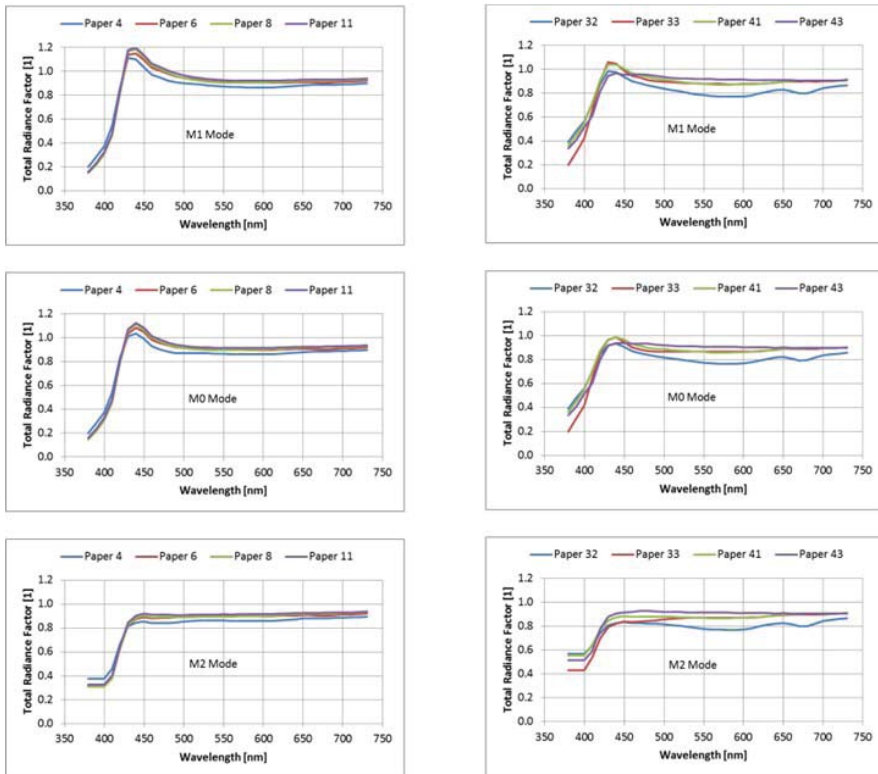 Paper 4 Paper 6 Paper 8 Paper 11
Total Radiance Factor [1]
1.2
1.0
0.8
0.6
0.4
0.2
0.0
M1 Mode
350 400 450 500 550 600 650 700 750
Wavelength [nm]
Paper 32 Paper 33 Paper 41 Paper 43
Total Radiance Factor [1]
1.2
1.0
0.8
0.6
0.4
0.2
0.0
M1 Mode
350 400 450 500 550 600 650 700 750
Wavelength [nm]
Paper 4 Paper 6 Paper 8 Paper 11
Total Radiance Factor [1]
1.2
1.0
0.8
0.6
0.4
0.2
0.0
M0 Mode
350 400 450 500 550 600 650 700 750
Wavelength [nm]
Paper 32 Paper 33 Paper 41 Paper 43
Total Radiance Factor [1]
1.2
1.0
0.8
0.6
0.4
0.2
0.0
M0 Mode
350 400 450 500 550 600 650 700 750
Wavelength [nm]
Paper 4 Paper 6 Paper 8 Paper 11
Total Radiance Factor [1]
1.2
1.0
0.8
0.6
0.4
0.2
0.0
M2 Mode
350 400 450 500 550 600 650 700 750
Wavelength [nm]
Paper 32 Paper 33 Paper 41 Paper 43
Total Radiance Factor [1]
1.2
1.0
0.8
0.6
0.4
0.2
0.0
M2 Mode
350 400 450 500 550 600 650 700 750
Wavelength [nm]